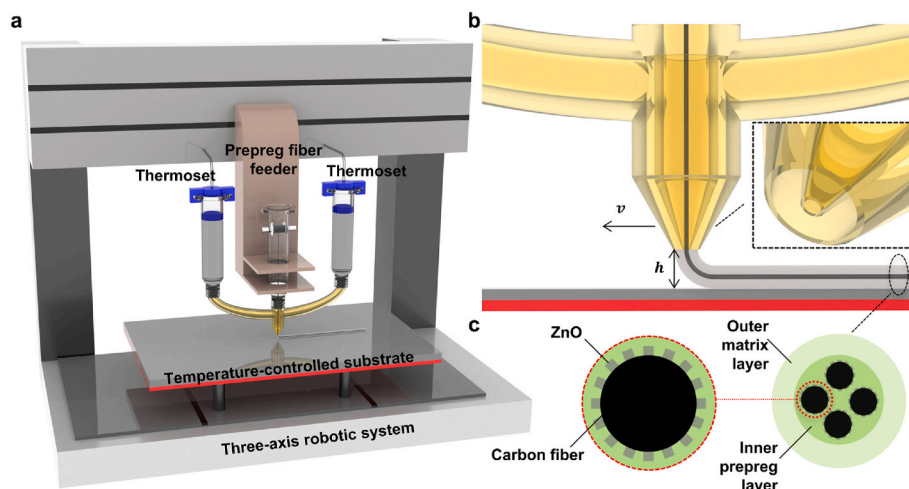 a
Prepreg fiber
feeder
Thermoset
Thermoset
Temperature-controlled substrate
Three-axis robotic system
b
v
h
c
ZnO
Carbon fiber
Outer
matrix
layer
Inner
prepreg
layer